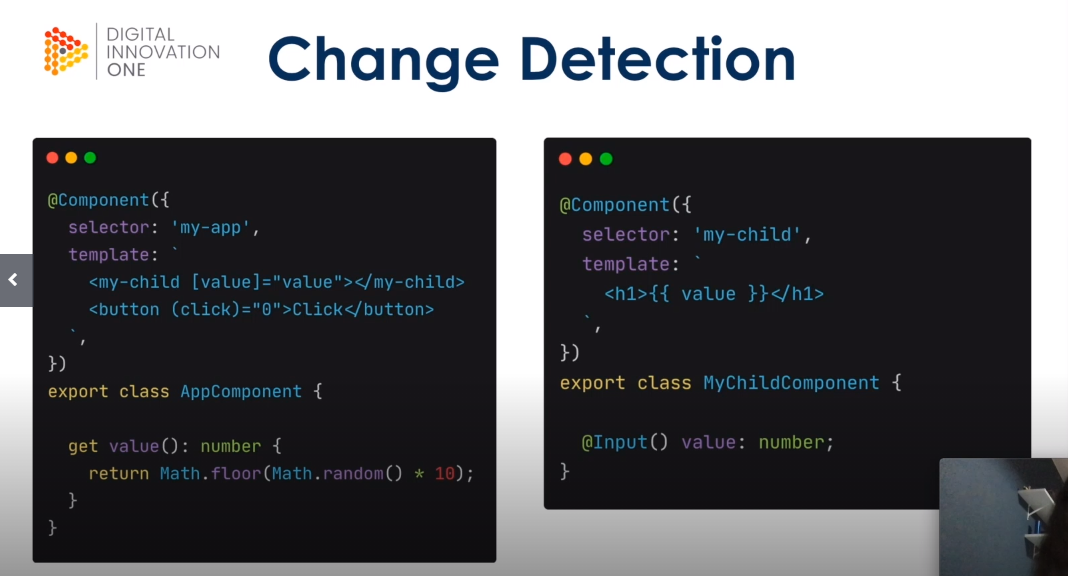 DIGITAL
INNOVATION
ONE
Change Detection
@Component({
  selector: 'my-app',
  template: `
    <my-child [value]="value"></my-child>
    <button (click)="0">Click</button>
  `,
})
export class AppComponent {
  get value(): number {
    return Math.floor(Math.random() * 10);
  }
}
@Component({
  selector: 'my-child',
  template: `
    <h1>{{ value }}</h1>
  `,
})
export class MyChildComponent {
  @Input() value: number;
}